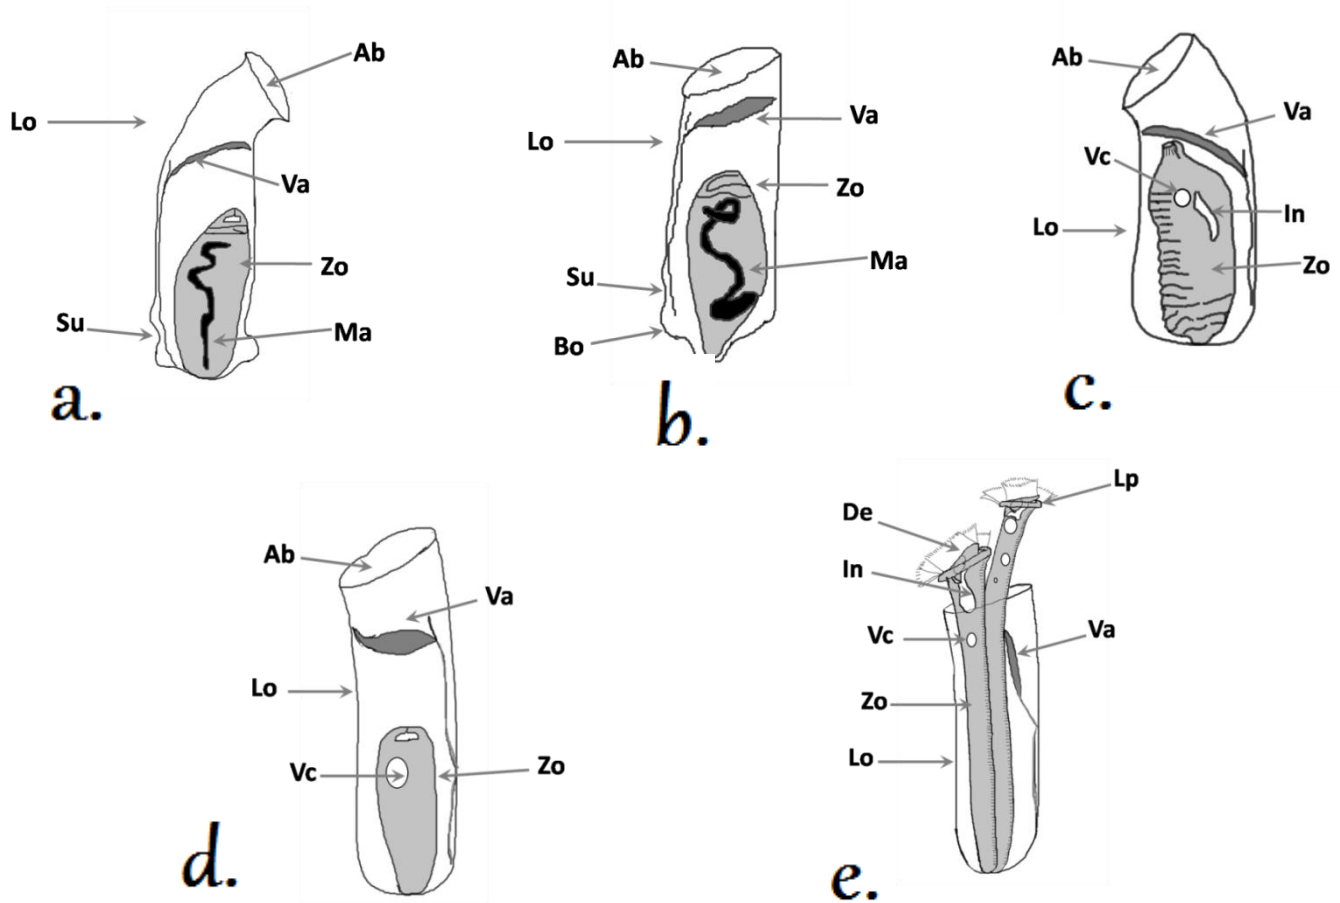 Ab
Lo
Va
Zo
Su
Ma
a.
Ab
Va
Lo
Zo
Ma
Su
Bo
b.
Ab
Va
Vc
In
Lo
Zo
c.
Ab
Va
Lo
Vc
Zo
d.
Lp
De
In
Vc
Va
Zo
Lo
e.